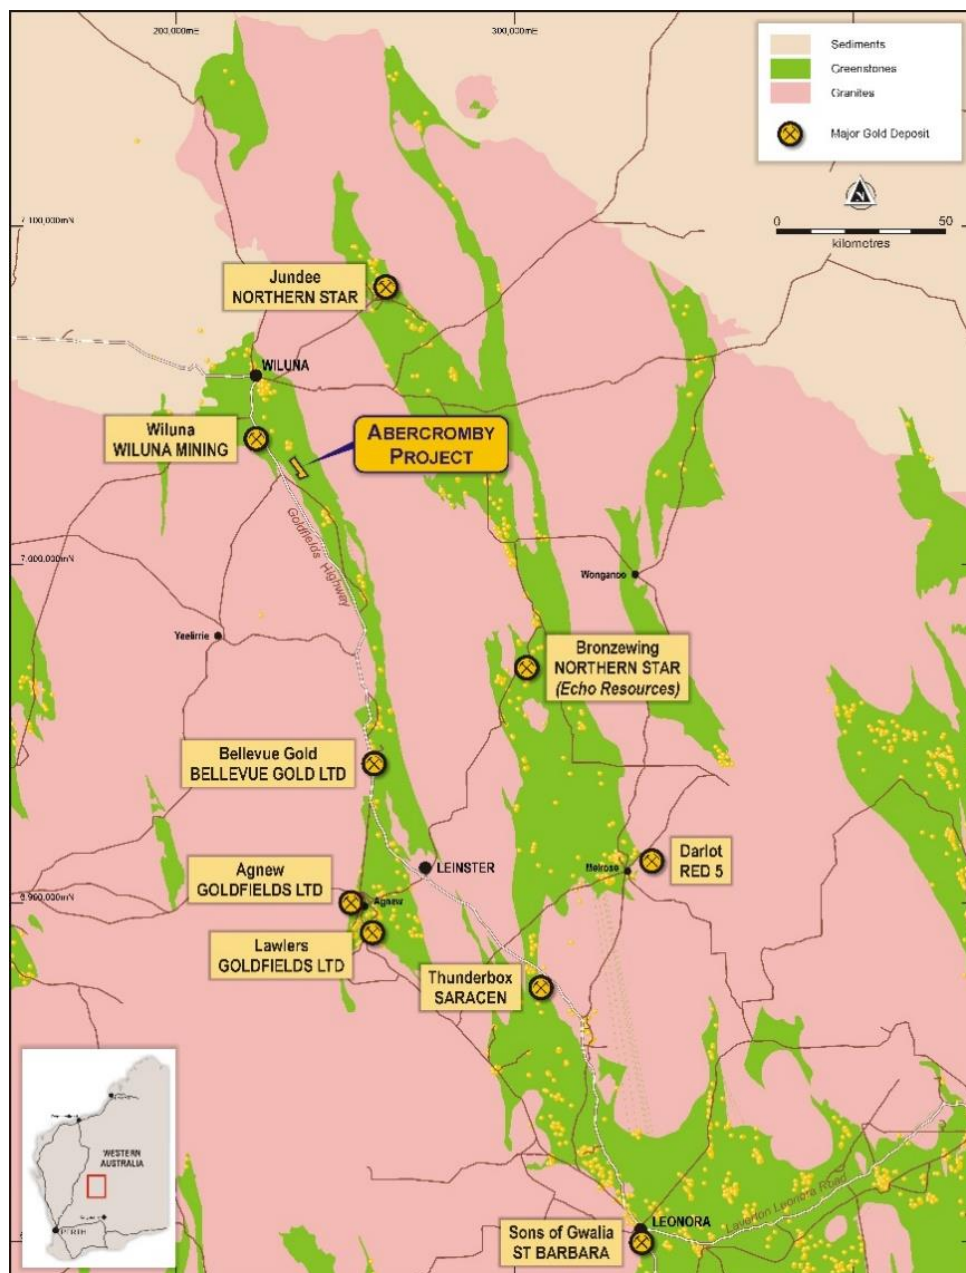 200,000mE
300,000mE
Sediments
Greenstones
Granites
Major Gold Deposit
0
50
kilometres
7,100,000mN
Jundee
NORTHERN STAR
WILUNA
Wiluna
WILUNA MINING
ABERCROMBY
PROJECT
Goldfields Highway
7,000,000mN
Wonganoo
Yeelirrie
Bronzewing
NORTHERN STAR
(Echo Resources)
Bellevue Gold
BELLEVUE GOLD LTD
LEINSTER
Melrose
Darlot
RED 5
Agnew
GOLDFIELDS LTD
6,900,000mN
Agnew
Lawlers
GOLDFIELDS LTD
Thunderbox
SARACEN
WESTERN
AUSTRALIA
PERTH
Laverton Leonora Road
LEONORA
Sons of Gwalia
ST BARBARA